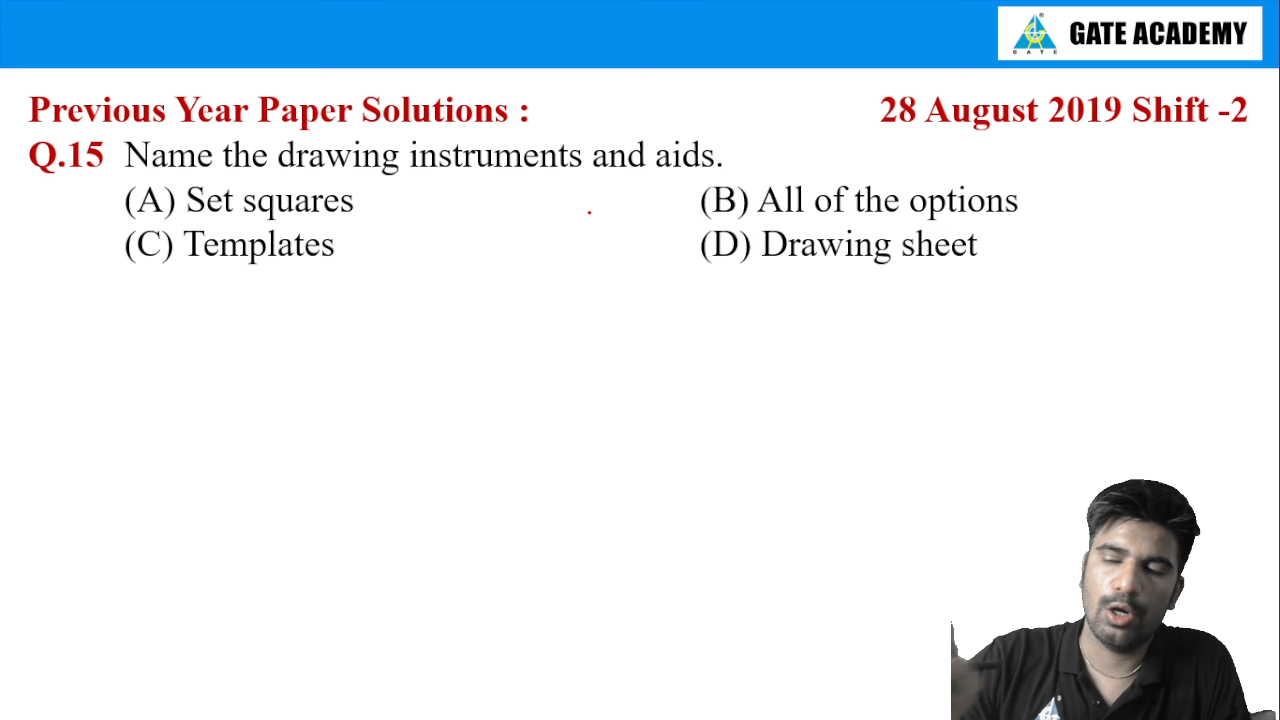 GATE ACADEMY
GATE
Previous Year Paper Solutions : 28 August 2019 Shift -2
Q.15 Name the drawing instruments and aids.
(A) Set squares (B) All of the options
(C) Templates (D) Drawing sheet